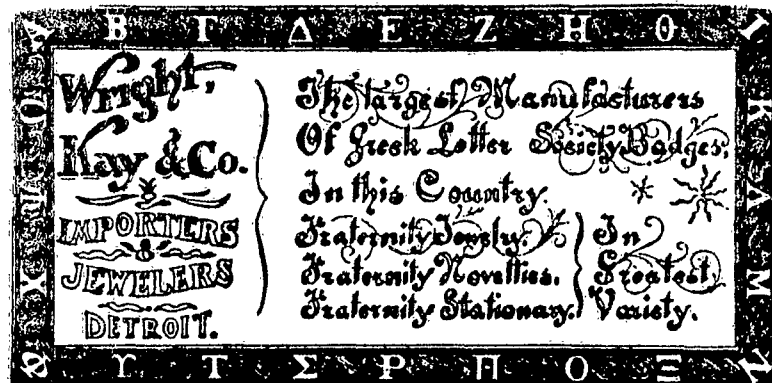 Α Β Γ Δ Ε Ζ Η Θ Ι
Κ Λ Μ
Ν Ξ Ο Π Ρ Σ Τ Υ Φ
Χ Ψ Ω
Wright,
Kay & Co.
IMPORTERS
&
JEWELERS
DETROIT.
The Largest Manufacturers
Of Greek Letter Society Badges,
In this Country.
Fraternity Jewelry.
Fraternity Novelties.
Fraternity Stationary.
In
Greatest
Variety.